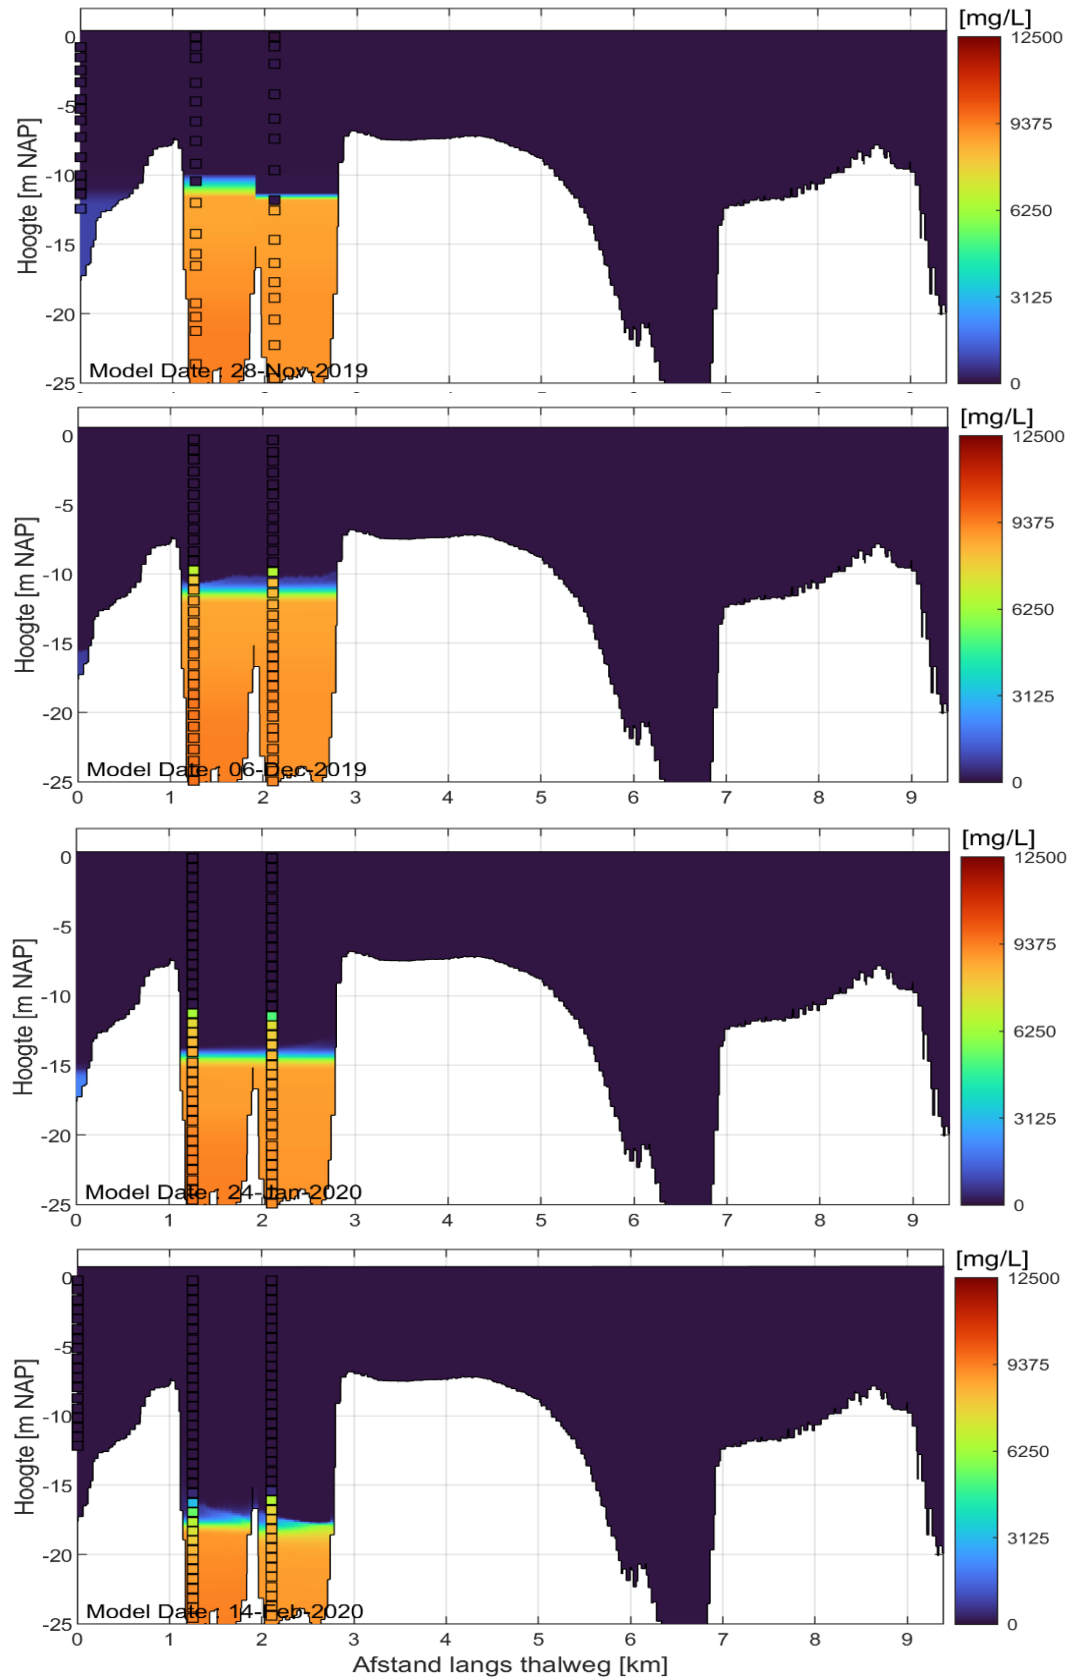 [mg/L]
0
-5
-10
-15
-20
-25
Hoogte [m NAP]
Model Date : 28-Nov-2019
12500
9375
6250
3125
0
[mg/L]
0
-5
-10
-15
-20
-25
Hoogte [m NAP]
Model Date : 06-Dec-2019
0 1 2 3 4 5 6 7 8 9
12500
9375
6250
3125
0
[mg/L]
0
-5
-10
-15
-20
-25
Hoogte [m NAP]
Model Date : 24-Jan-2020
0 1 2 3 4 5 6 7 8 9
12500
9375
6250
3125
0
[mg/L]
0
-5
-10
-15
-20
-25
Hoogte [m NAP]
Model Date : 14-Feb-2020
0 1 2 3 4 5 6 7 8 9
Afstand langs thalweg [km]
12500
9375
6250
3125
0